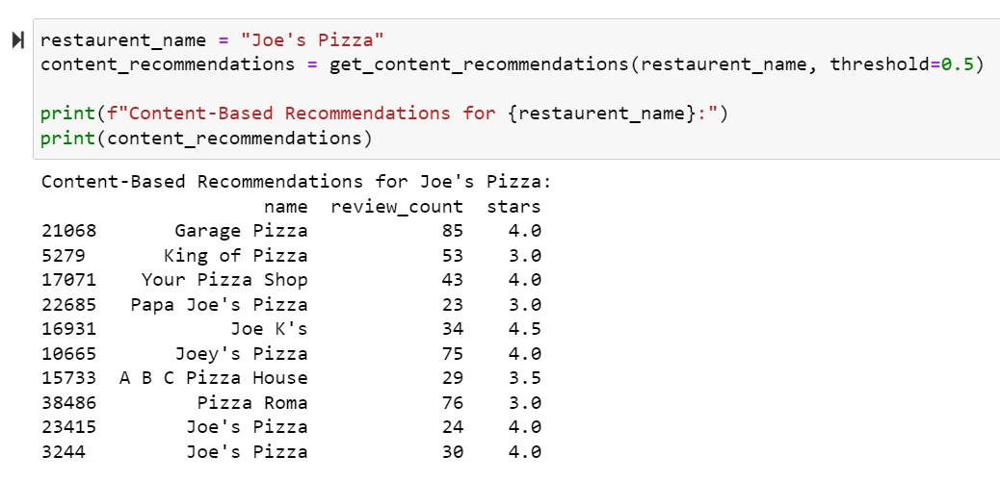 restaurent_name = "Joe's Pizza"
content_recommendations = get_content_recommendations(restaurent_name, threshold=0.5)
print(f"Content-Based Recommendations for {restaurent_name}:")
print(content_recommendations)
Content-Based Recommendations for Joe's Pizza:
name review_count stars
21068 Garage Pizza 85 4.0
5279 King of Pizza 53 3.0
17071 Your Pizza Shop 43 4.0
22685 Papa Joe's Pizza 23 3.0
16931 Joe K's 34 4.5
10665 Joey's Pizza 75 4.0
15733 A B C Pizza House 29 3.5
38486 Pizza Roma 76 3.0
23415 Joe's Pizza 24 4.0
3244 Joe's Pizza 30 4.0